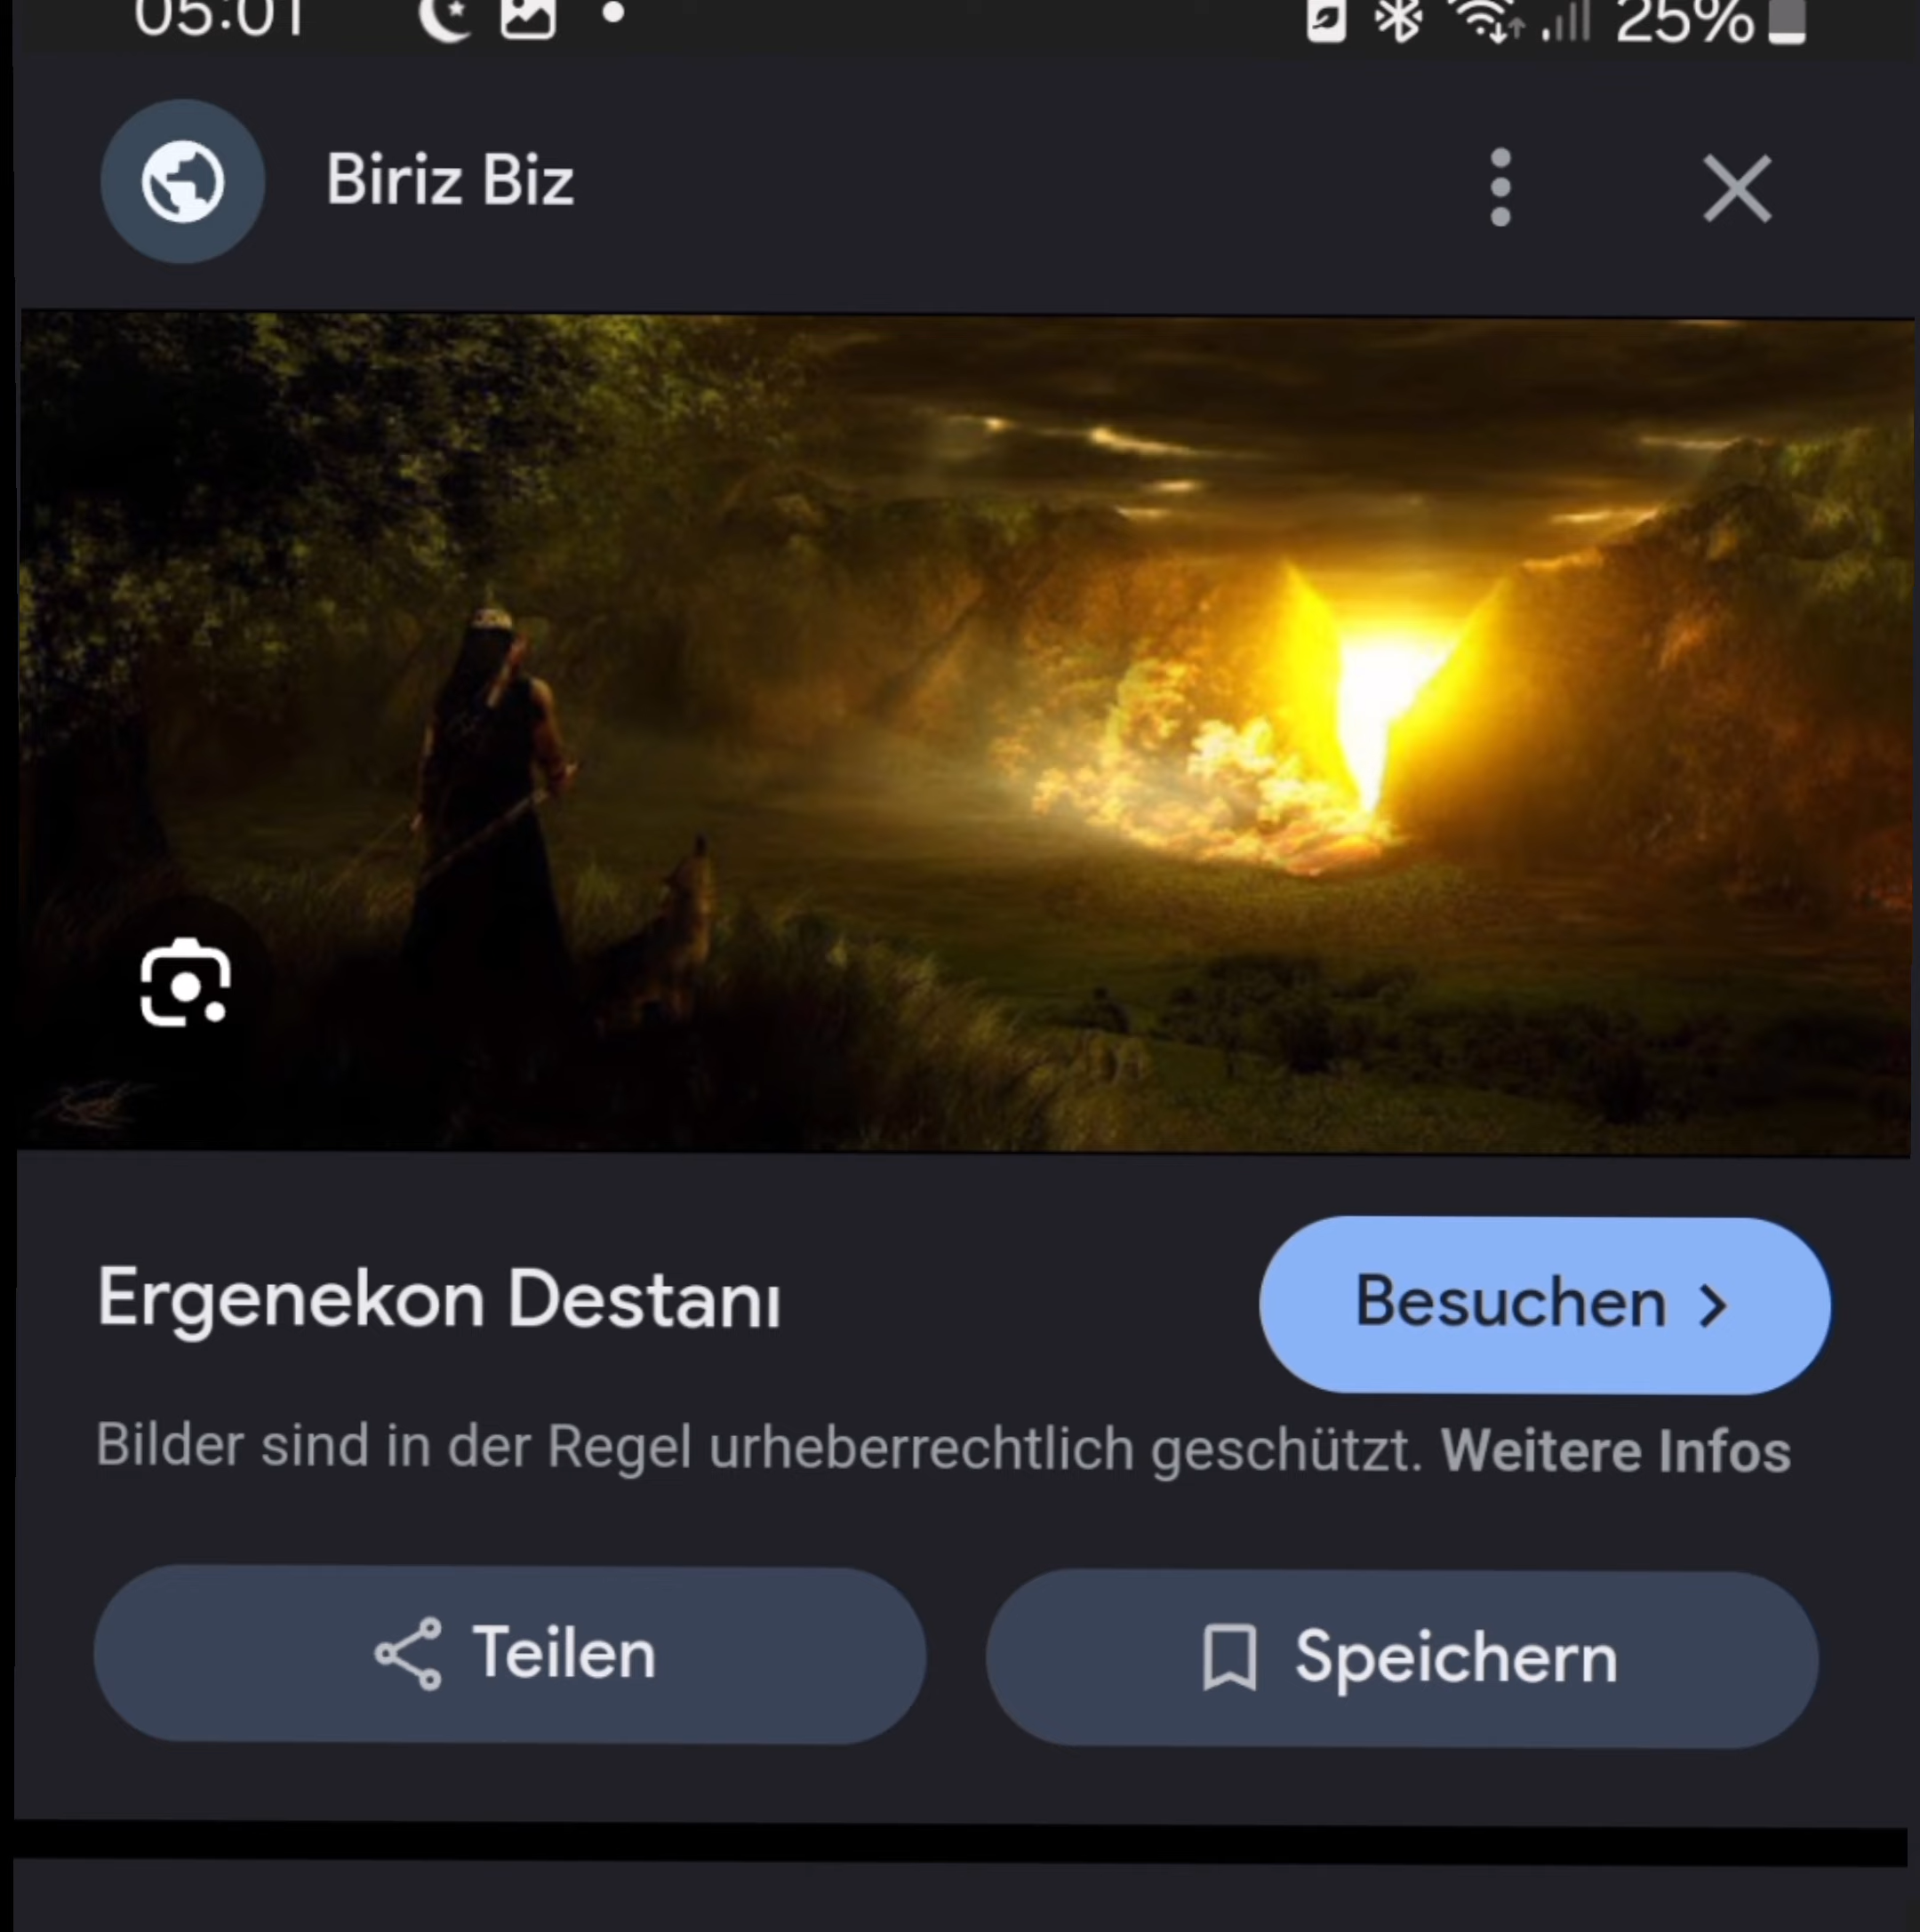 05:01 25%
Biriz Biz
Ergenekon Destanı
Besuchen
Bilder sind in der Regel urheberrechtlich geschützt. Weitere Infos
Teilen Speichern